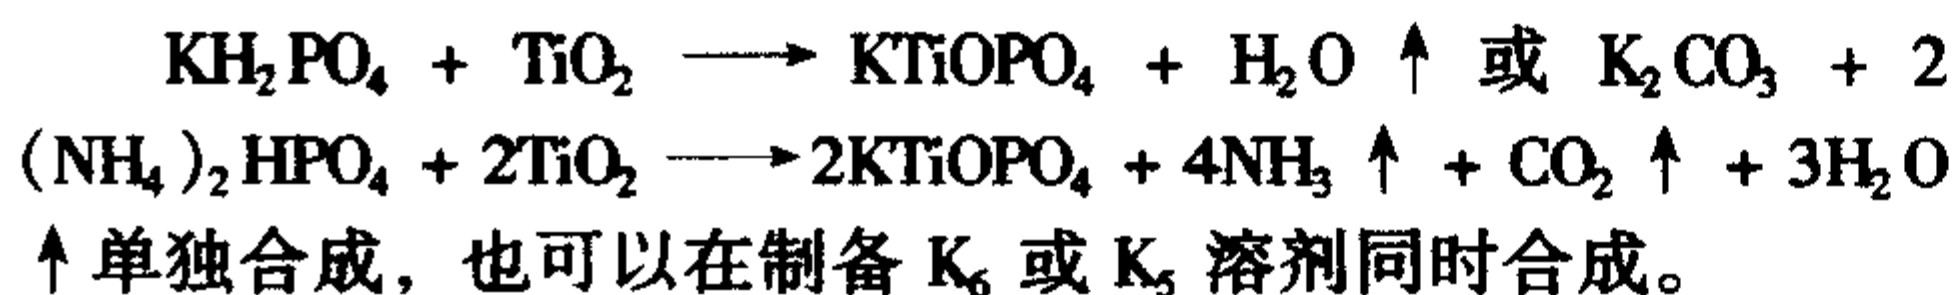 KH₂PO₄ + TiO₂ ⟶ KTiOPO₄ + H₂O ↑ 或 K₂CO₃ + 2
(NH₄)₂HPO₄ + 2TiO₂ ⟶ 2KTiOPO₄ + 4NH₃ ↑ + CO₂ ↑ + 3H₂O
↑ 单独合成，也可以在制备 K₆ 或 K₅ 溶剂同时合成。